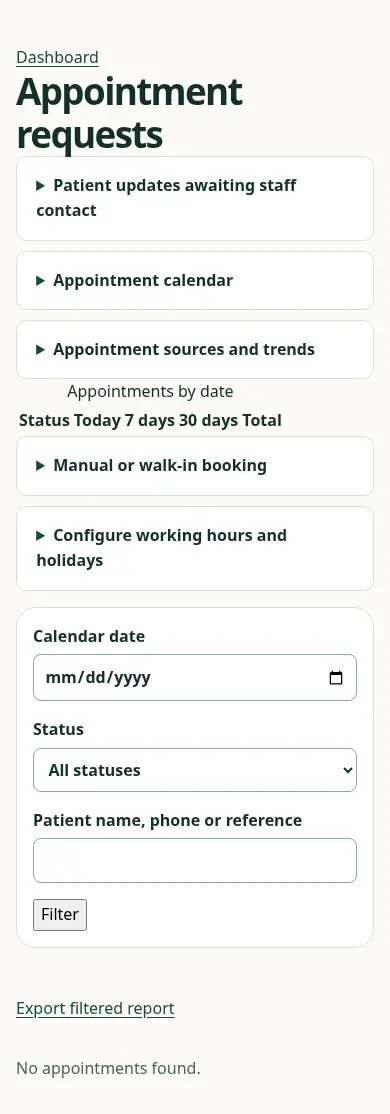 Dashboard
Appointment
requests
Patient updates awaiting staff
contact
Appointment calendar
Appointment sources and trends
Appointments by date
Status Today 7 days 30 days Total
Manual or walk-in booking
Configure working hours and
holidays
Calendar date
mm/dd/yyyy
Status
All statuses
Patient name, phone or reference
Filter
Export filtered report
No appointments found.